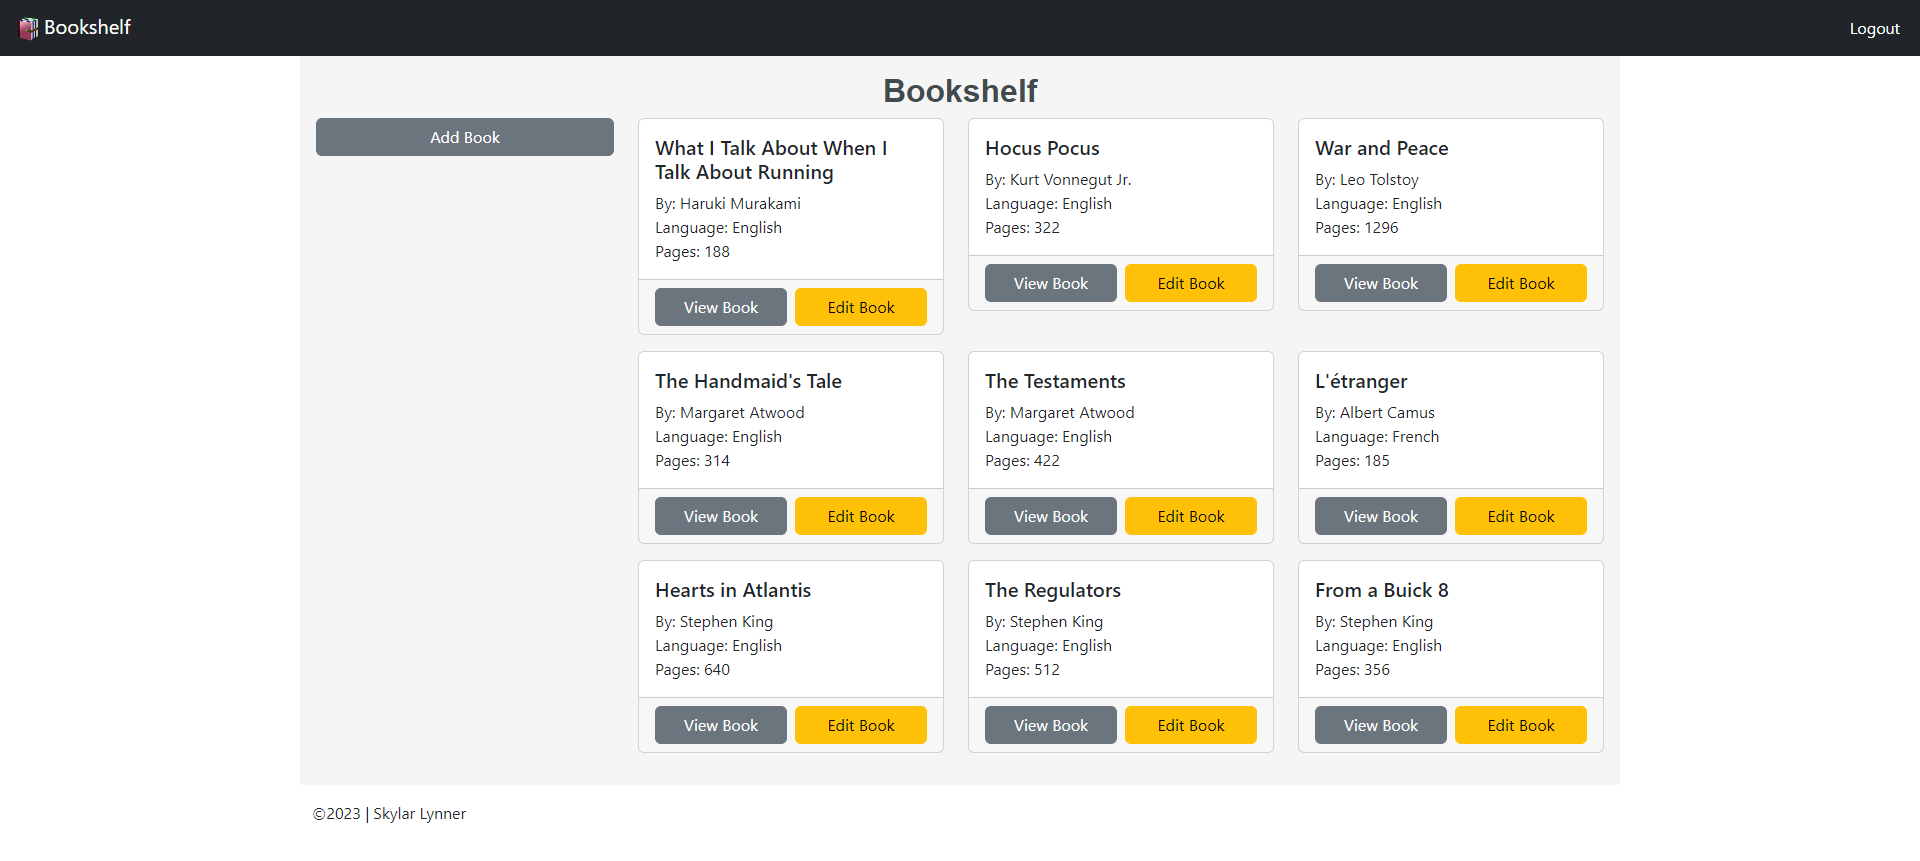 Bookshelf
Logout
Bookshelf
Add Book
What I Talk About When I
Talk About Running
By: Haruki Murakami
Language: English
Pages: 188
View Book
Edit Book
Hocus Pocus
By: Kurt Vonnegut Jr.
Language: English
Pages: 322
View Book
Edit Book
War and Peace
By: Leo Tolstoy
Language: English
Pages: 1296
View Book
Edit Book
The Handmaid's Tale
By: Margaret Atwood
Language: English
Pages: 314
View Book
Edit Book
The Testaments
By: Margaret Atwood
Language: English
Pages: 422
View Book
Edit Book
L'étranger
By: Albert Camus
Language: French
Pages: 185
View Book
Edit Book
Hearts in Atlantis
By: Stephen King
Language: English
Pages: 640
View Book
Edit Book
The Regulators
By: Stephen King
Language: English
Pages: 512
View Book
Edit Book
From a Buick 8
By: Stephen King
Language: English
Pages: 356
View Book
Edit Book
©2023 | Skylar Lynner